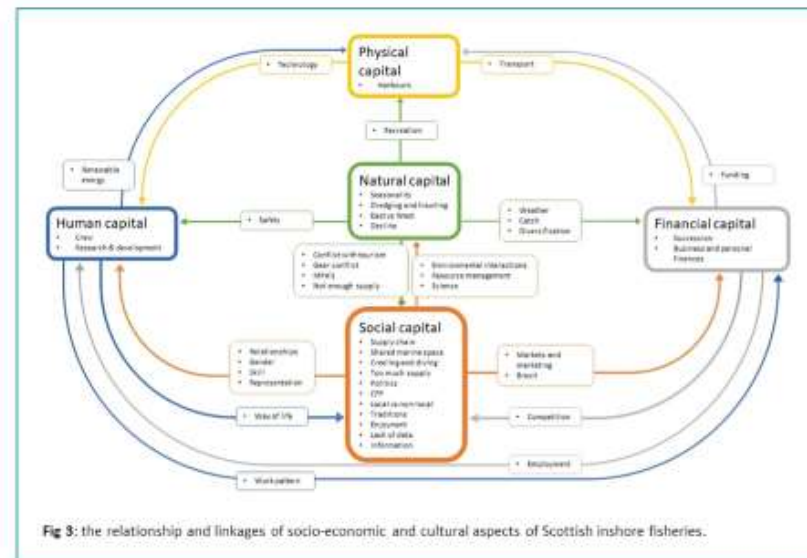 Physical
capital
• Harbours
• Technology
• Transport
• Recreation
• Renewable
energy
• Funding
Natural capital
• Seasonality
• Dredging and trawling
• East vs West
• Decline
Human capital
• Crew
• Research & development
• Safety
• Weather
• Catch
• Diversification
Financial capital
• Succession
• Business and personal
Finances
• Conflict with tourism
• Gear conflict
• Not enough supply
• Environmental interactions
• Resource management
• Science
Social capital
• Supply chain
• Shared marine space
• Creeling and diving
• Too much supply
• Politics
• CFP
• Local vs non local
• Traditions
• Enjoyment
• Lack of data
• Information
• Relationships
• Gender
• Skill
• Representation
• Markets and
marketing
• Brexit
• Way of life
• Competition
• Employment
• Work pattern
Fig 3: the relationship and linkages of socio-economic and cultural aspects of Scottish inshore fisheries.